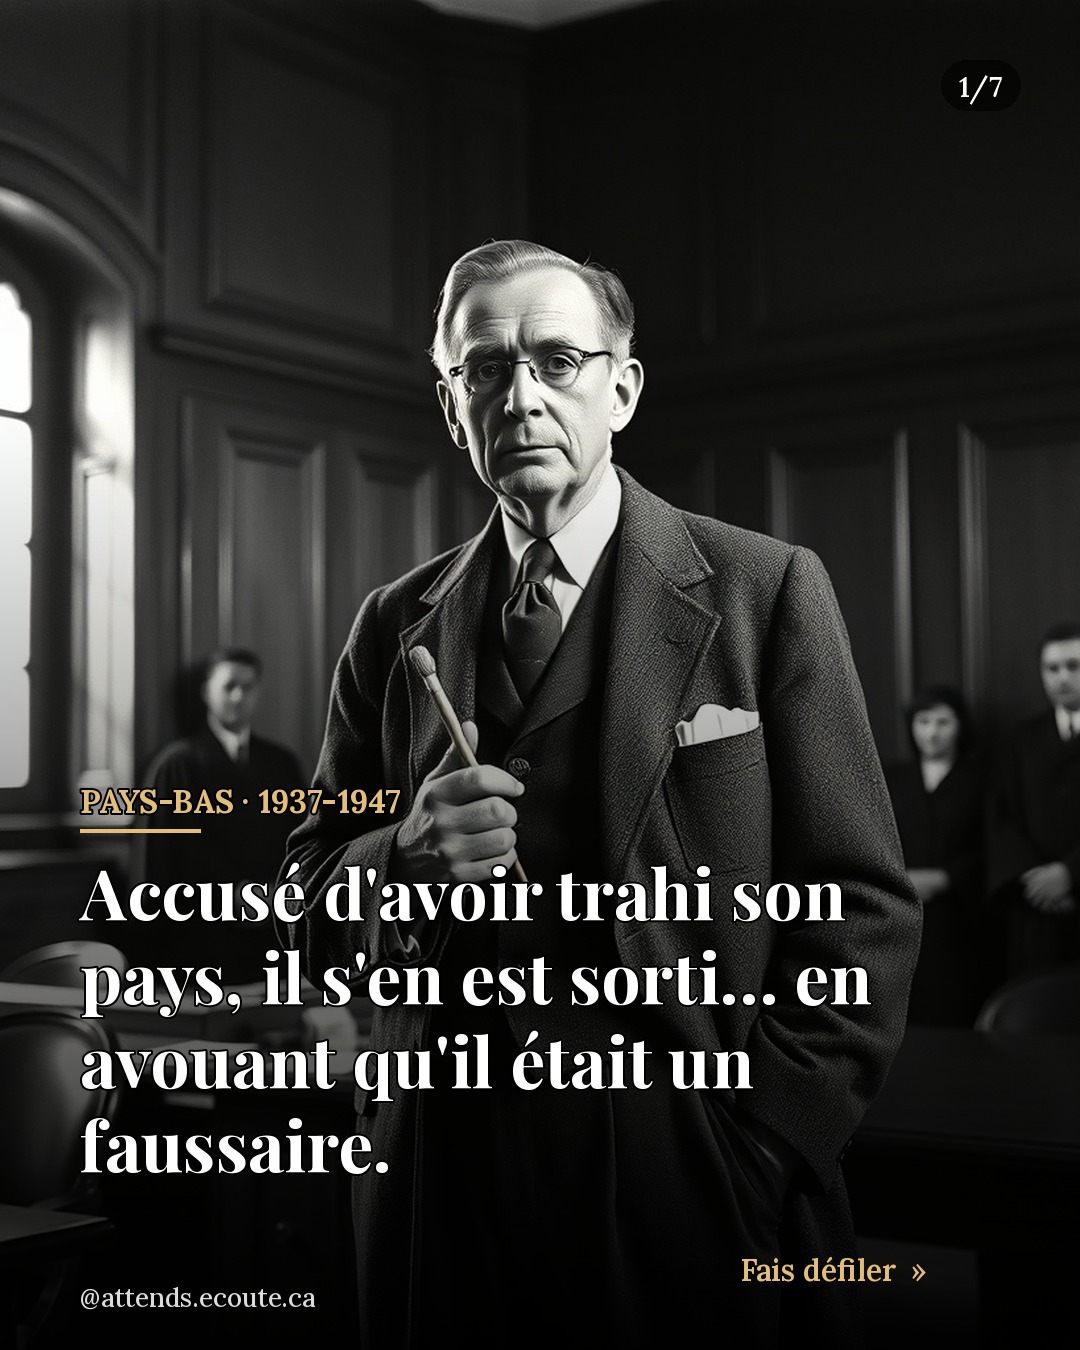 1/7
PAYS-BAS · 1937-1947
Accusé d'avoir trahi son
pays, il s'en est sorti... en
avouant qu'il était un
faussaire.
Fais défiler »
@attends.ecoute.ca